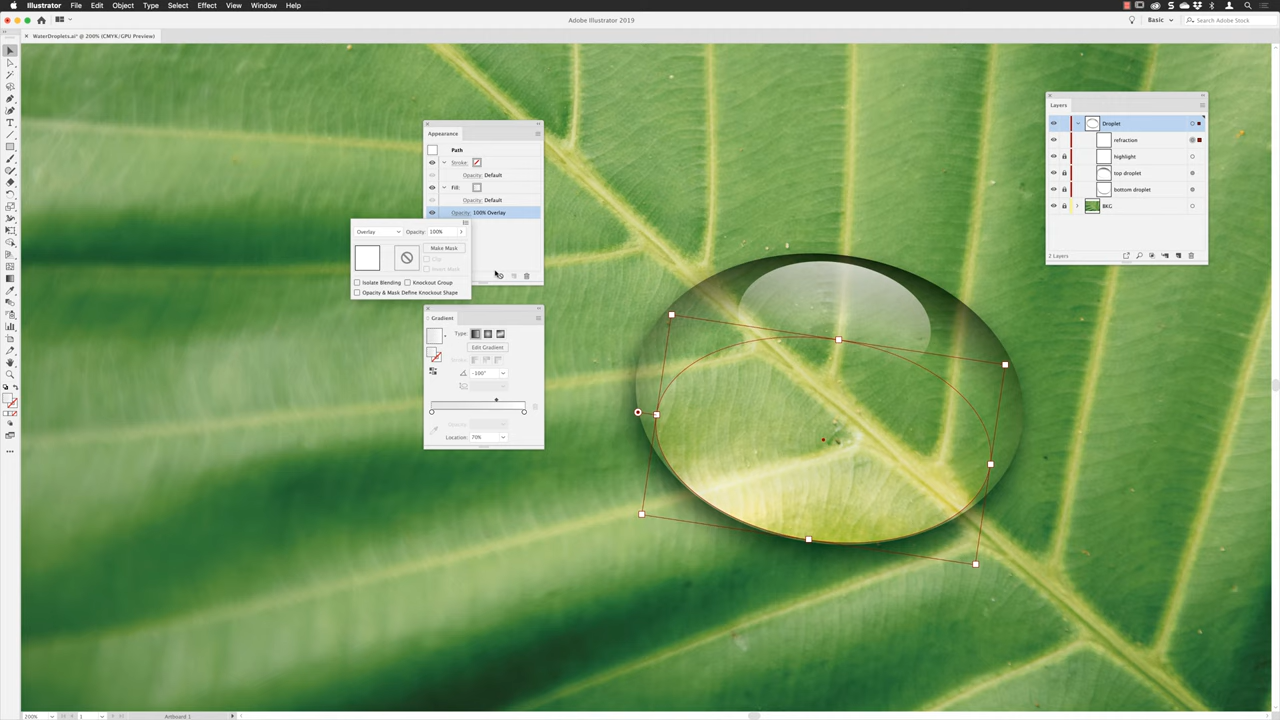 Illustrator File Edit Object Type Select Effect View Window Help
Adobe Illustrator 2019
Basic
Search Adobe Stock
WaterDroplets.ai* @ 200% (CMYK/GPU Preview)
Appearance
Path
Stroke:
Opacity: Default
Fill:
Opacity: Default
Opacity: 100% Overlay
Overlay Opacity: 100%
Make Mask
Clip
Invert Mask
Isolate Blending Knockout Group
Opacity & Mask Define Knockout Shape
Gradient
Type:
Edit Gradient
Stroke:
-100°
Opacity:
Location: 70%
Layers
Droplet
refraction
highlight
top droplet
bottom droplet
BKG
2 Layers
200% 1 Artboard 1